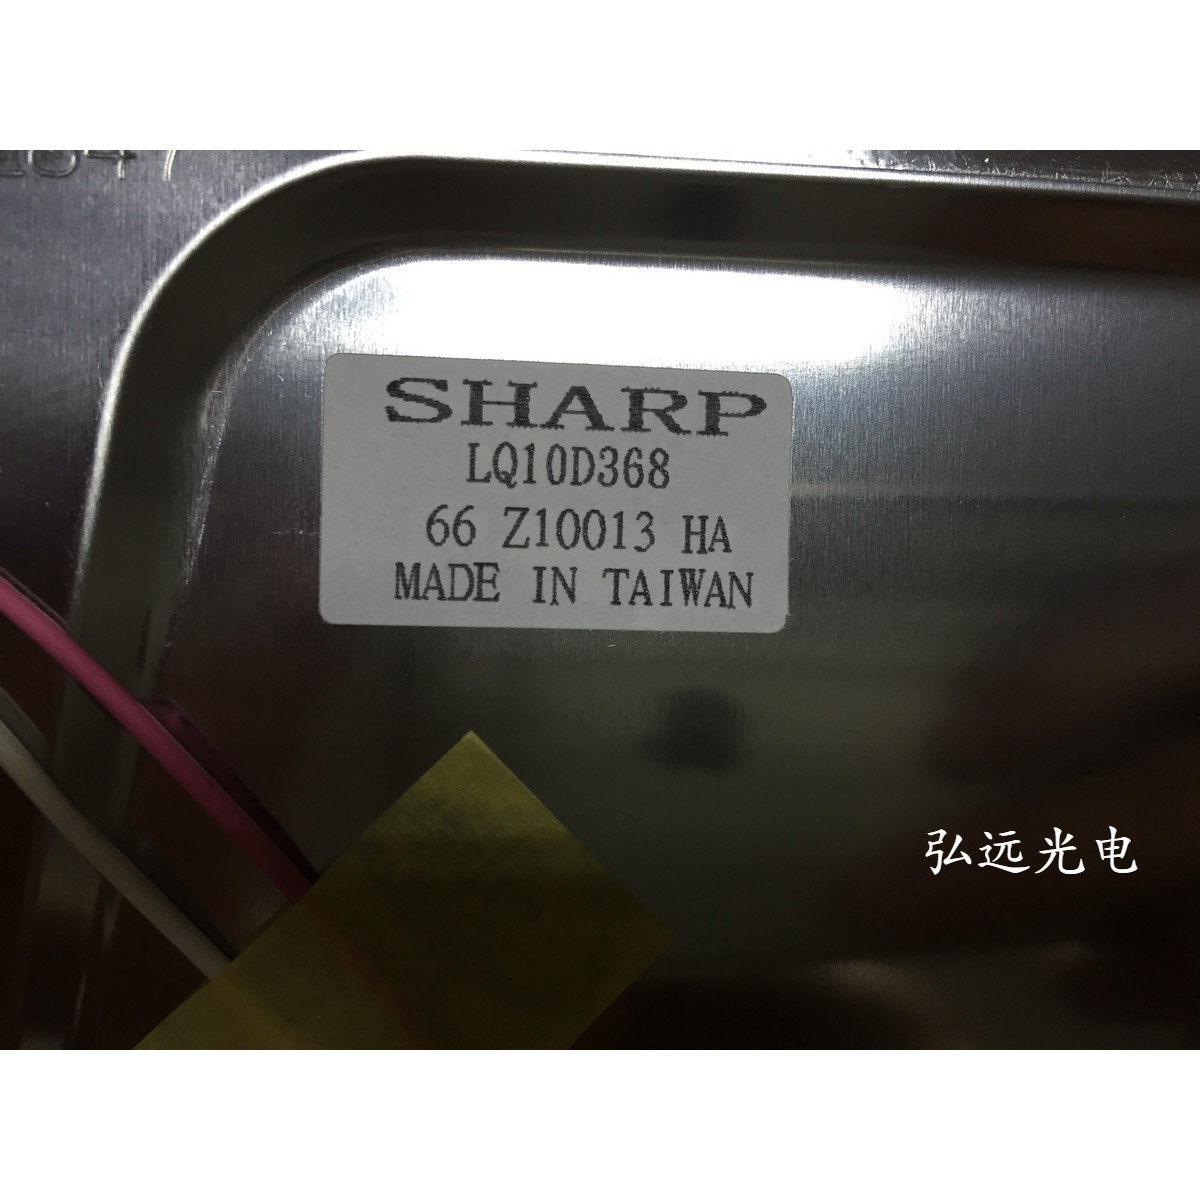 SHARP
LQ10D368
66 Z10013 HA
MADE IN TAIWAN
弘远光电